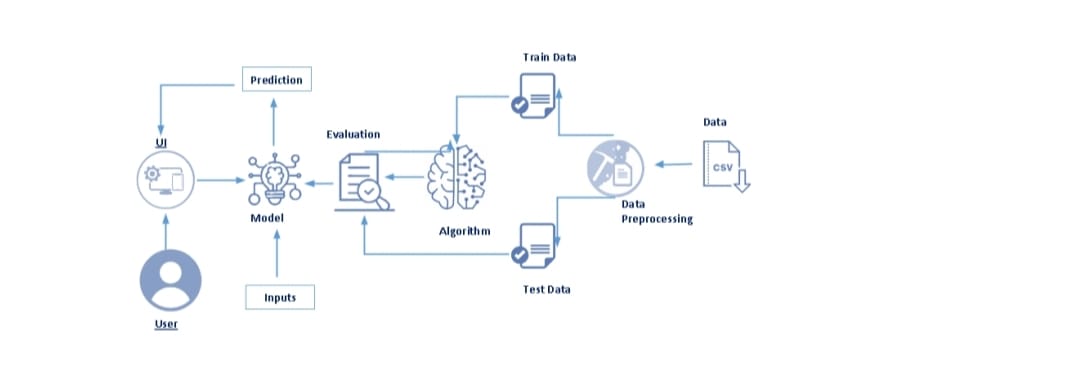 Train Data
Prediction
Data
Evaluation
UI
CSV
Data
Preprocessing
Model
Algorithm
Test Data
Inputs
User